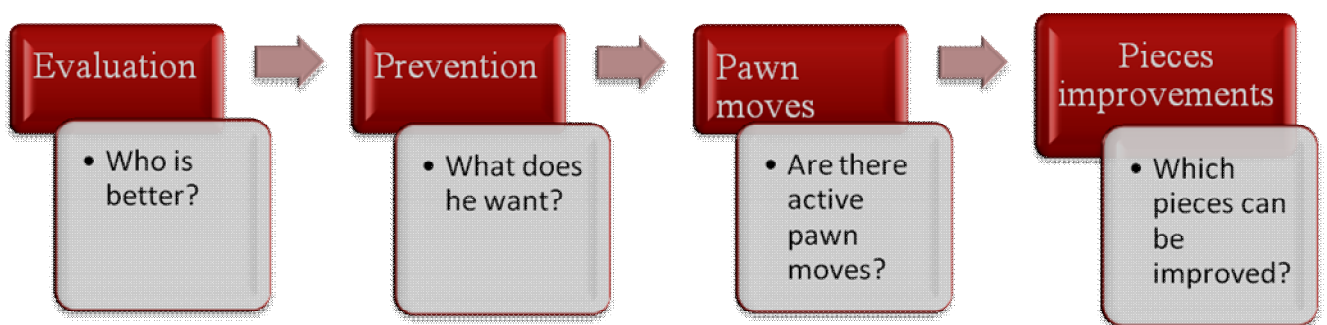 Evaluation
• Who is
better?
Prevention
• What does
he want?
Pawn
moves
• Are there
active
pawn
moves?
Pieces
improvements
• Which
pieces can
be
improved?